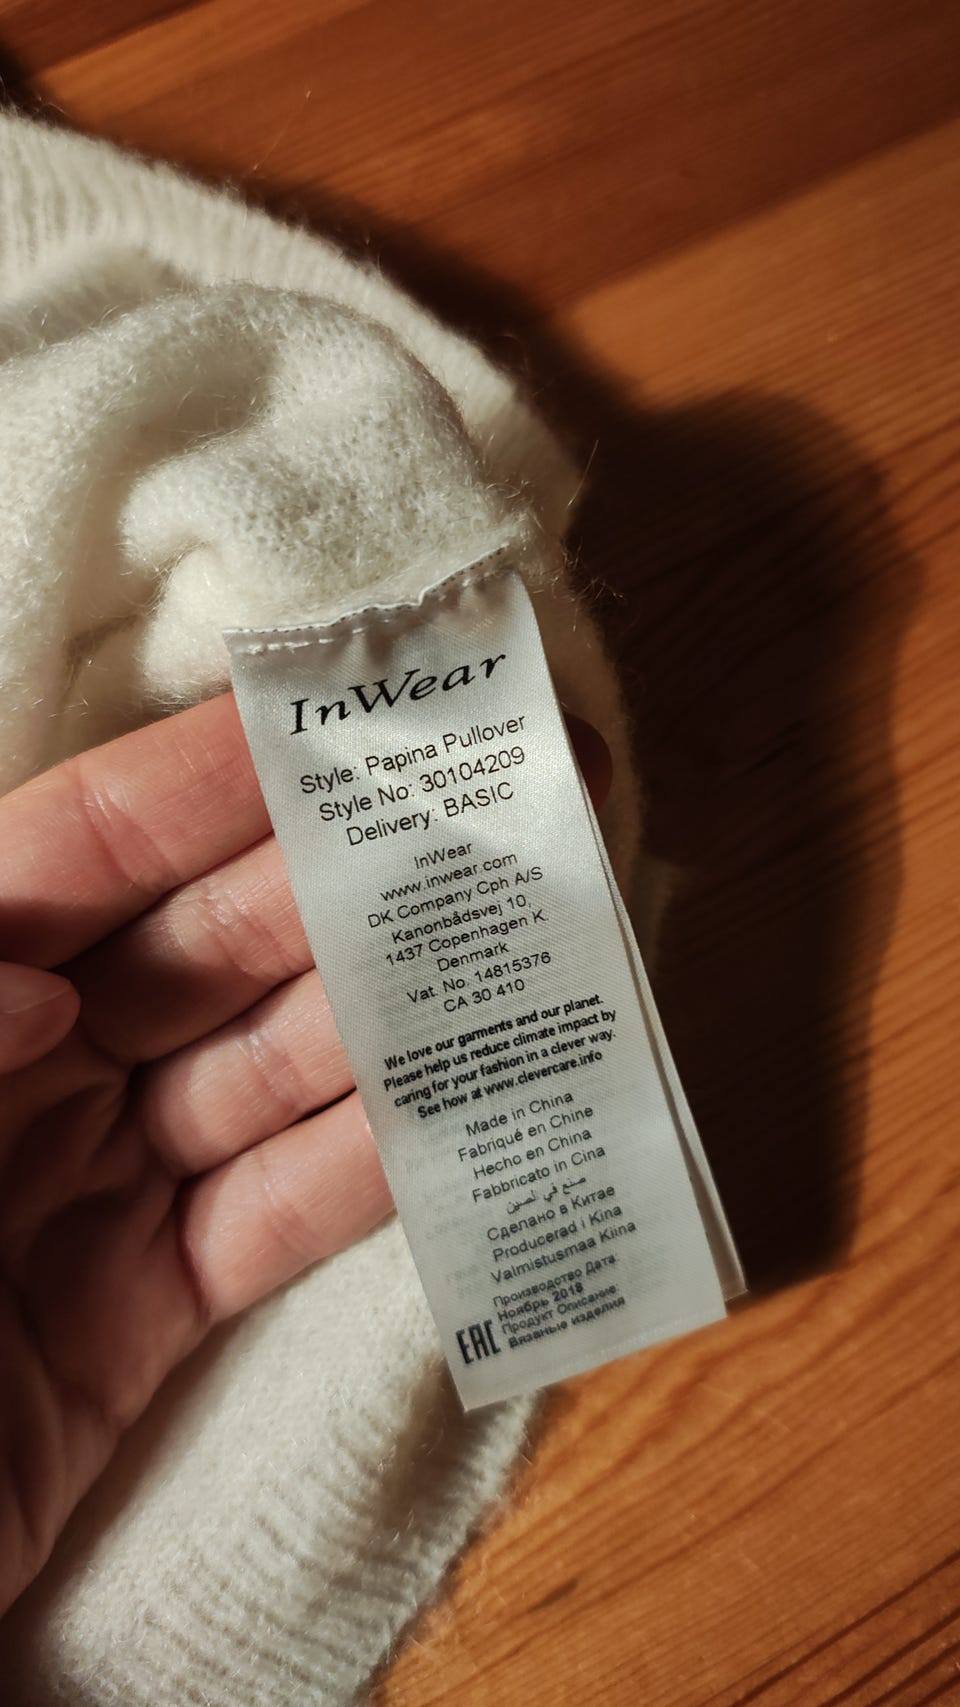 InWear
Style: Papina Pullover
Style No: 30104209
Delivery: BASIC
InWear
www.inwear.com
DK Company Cph A/S
Kanonbådsvej 10,
1437 Copenhagen K.
Denmark
Vat. No. 14815376
CA 30 410
We love our garments and our planet.
Please help us reduce climate impact by
caring for your fashion in a clever way.
See how at www.clevercare.info
Made in China
Fabriqué en Chine
Hecho en China
Fabbricato in Cina
صنع في الصين
Сделано в Китае
Producerad i Kina
Valmistusmaa Kiina
Производство Дата:
Ноябрь 2018
Продукт Описание:
Вязаные изделия
EAC